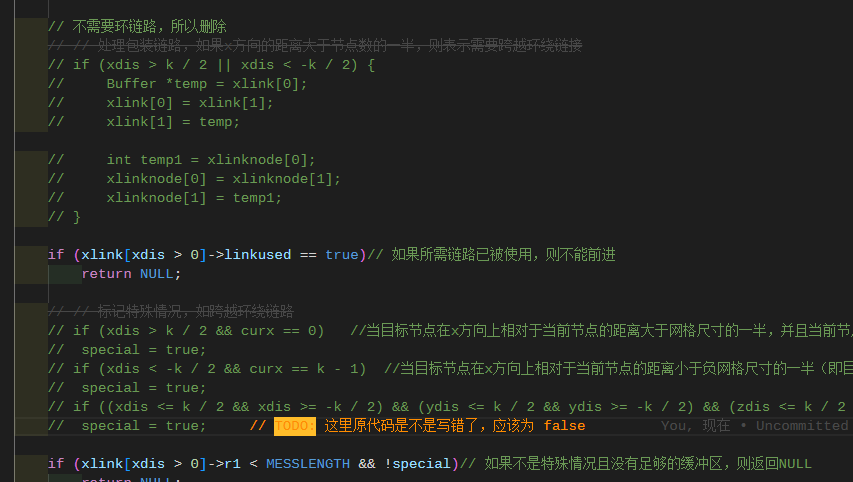 // 不需要环链路，所以删除
// // 处理包装链路，如果x方向的距离大于节点数的一半，则表示需要跨越环绕链接
// if (xdis > k / 2 || xdis < -k / 2) {
//     Buffer *temp = xlink[0];
//     xlink[0] = xlink[1];
//     xlink[1] = temp;
//     int temp1 = xlinknode[0];
//     xlinknode[0] = xlinknode[1];
//     xlinknode[1] = temp1;
// }
if (xlink[xdis > 0]->linkused == true)// 如果所需链路已被使用，则不能前进
    return NULL;
// // 标记特殊情况，如跨越环绕链路
// if (xdis > k / 2 && curx == 0)   //当目标节点在x方向上相对于当前节点的距离大于网格尺寸的一半，并且当前节
//  special = true;
// if (xdis < -k / 2 && curx == k - 1)  //当目标节点在x方向上相对于当前节点的距离小于负网格尺寸的一半（即目
//  special = true;
// if ((xdis <= k / 2 && xdis >= -k / 2) && (ydis <= k / 2 && ydis >= -k / 2) && (zdis <= k / 2
//  special = true;     // TODO: 这里原代码是不是写错了，应该为 false     You, 现在 • Uncommitted
if (xlink[xdis > 0]->r1 < MESSLENGTH && !special)// 如果不是特殊情况且没有足够的缓冲区，则返回NULL
    return NULL;